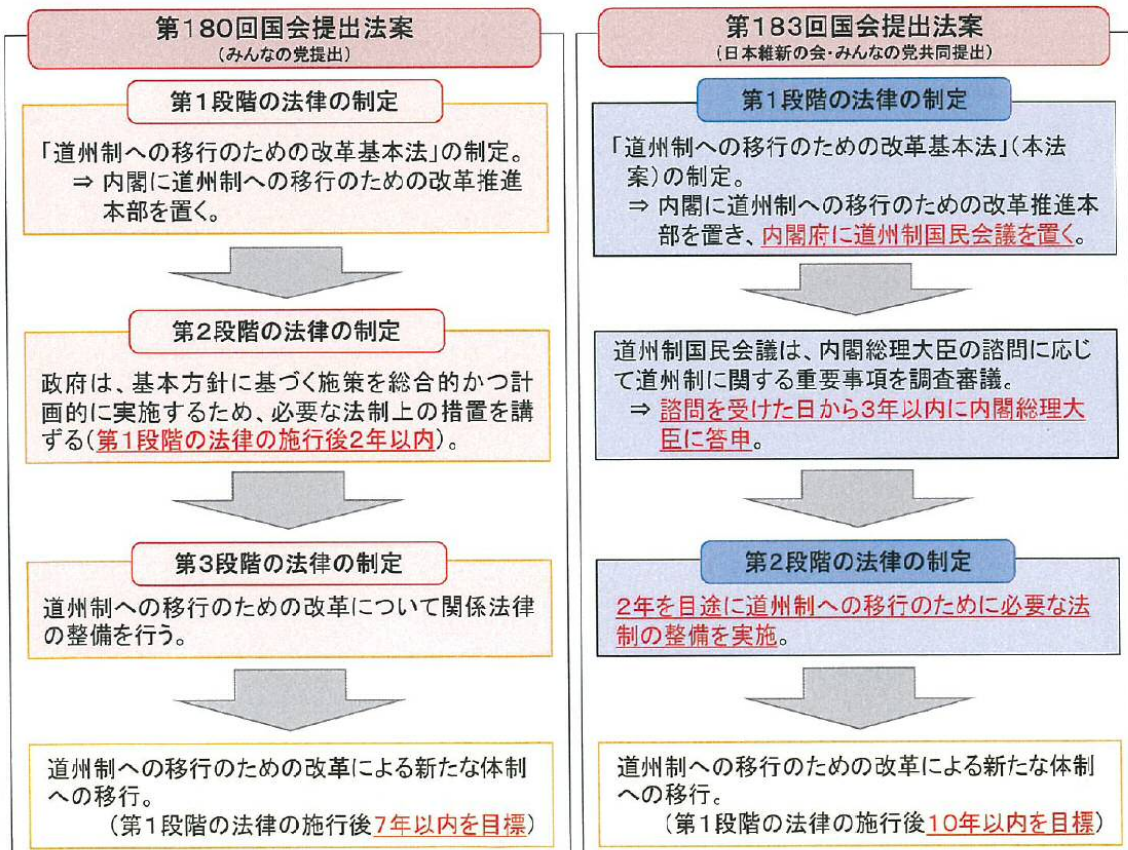 第180回国会提出法案
(みんなの党提出)
第1段階の法律の制定
「道州制への移行のための改革基本法」の制定。
⇒ 内閣に道州制への移行のための改革推進
本部を置く。
第2段階の法律の制定
政府は、基本方針に基づく施策を総合的かつ計
画的に実施するため、必要な法制上の措置を講
ずる(第1段階の法律の施行後2年以内)。
第3段階の法律の制定
道州制への移行のための改革について関係法律
の整備を行う。
道州制への移行のための改革による新たな体制
への移行。
(第1段階の法律の施行後7年以内を目標)
第183回国会提出法案
(日本維新の会・みんなの党共同提出)
第1段階の法律の制定
「道州制への移行のための改革基本法」(本法
案)の制定。
⇒ 内閣に道州制への移行のための改革推進本
部を置き、内閣府に道州制国民会議を置く。
道州制国民会議は、内閣総理大臣の諮問に応じ
て道州制に関する重要事項を調査審議。
⇒ 諮問を受けた日から3年以内に内閣総理大
臣に答申。
第2段階の法律の制定
2年を目途に道州制への移行のために必要な法
制の整備を実施。
道州制への移行のための改革による新たな体制
への移行。
(第1段階の法律の施行後10年以内を目標)